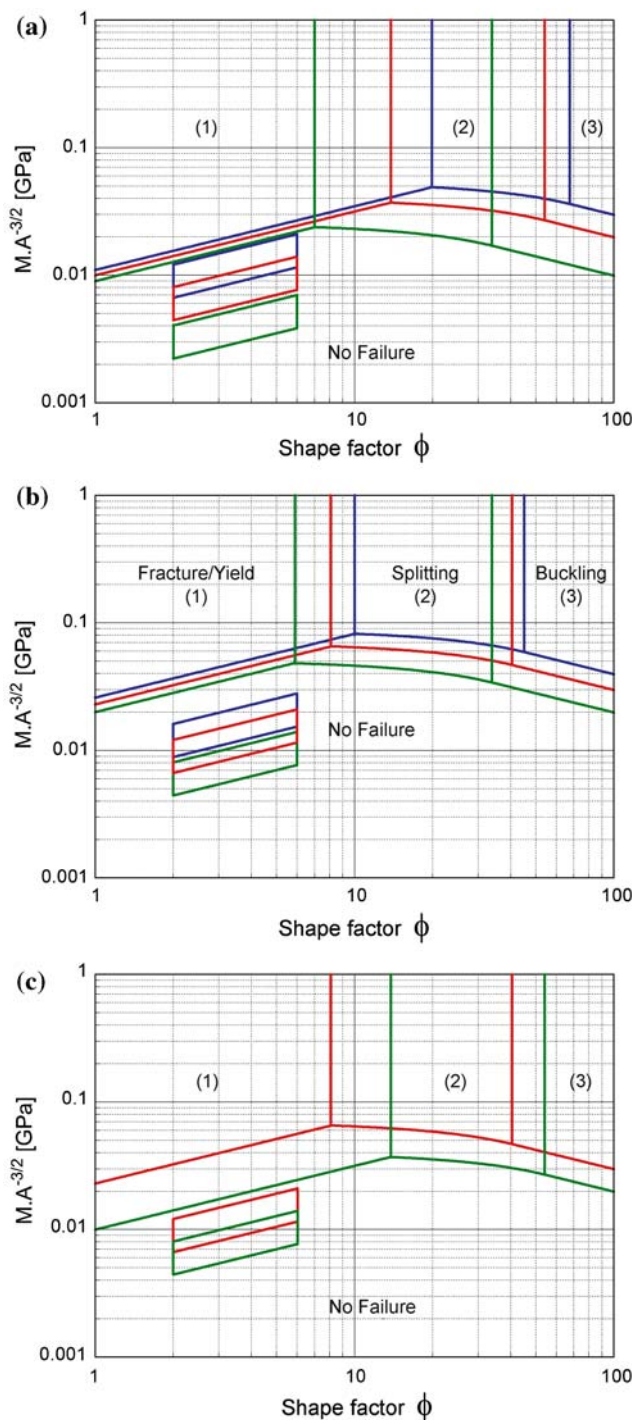 (a)
1
(1)
(2)
(3)
0.1
M.A-3/2 [GPa]
0.01
No Failure
0.001
1
10
100
Shape factor ϕ
(b)
1
Fracture/Yield
(1)
Splitting
(2)
Buckling
(3)
0.1
M.A-3/2 [GPa]
0.01
No Failure
0.001
1
10
100
Shape factor ϕ
(c)
1
(1)
(2)
(3)
0.1
M.A-3/2 [GPa]
0.01
No Failure
0.001
1
10
100
Shape factor ϕ